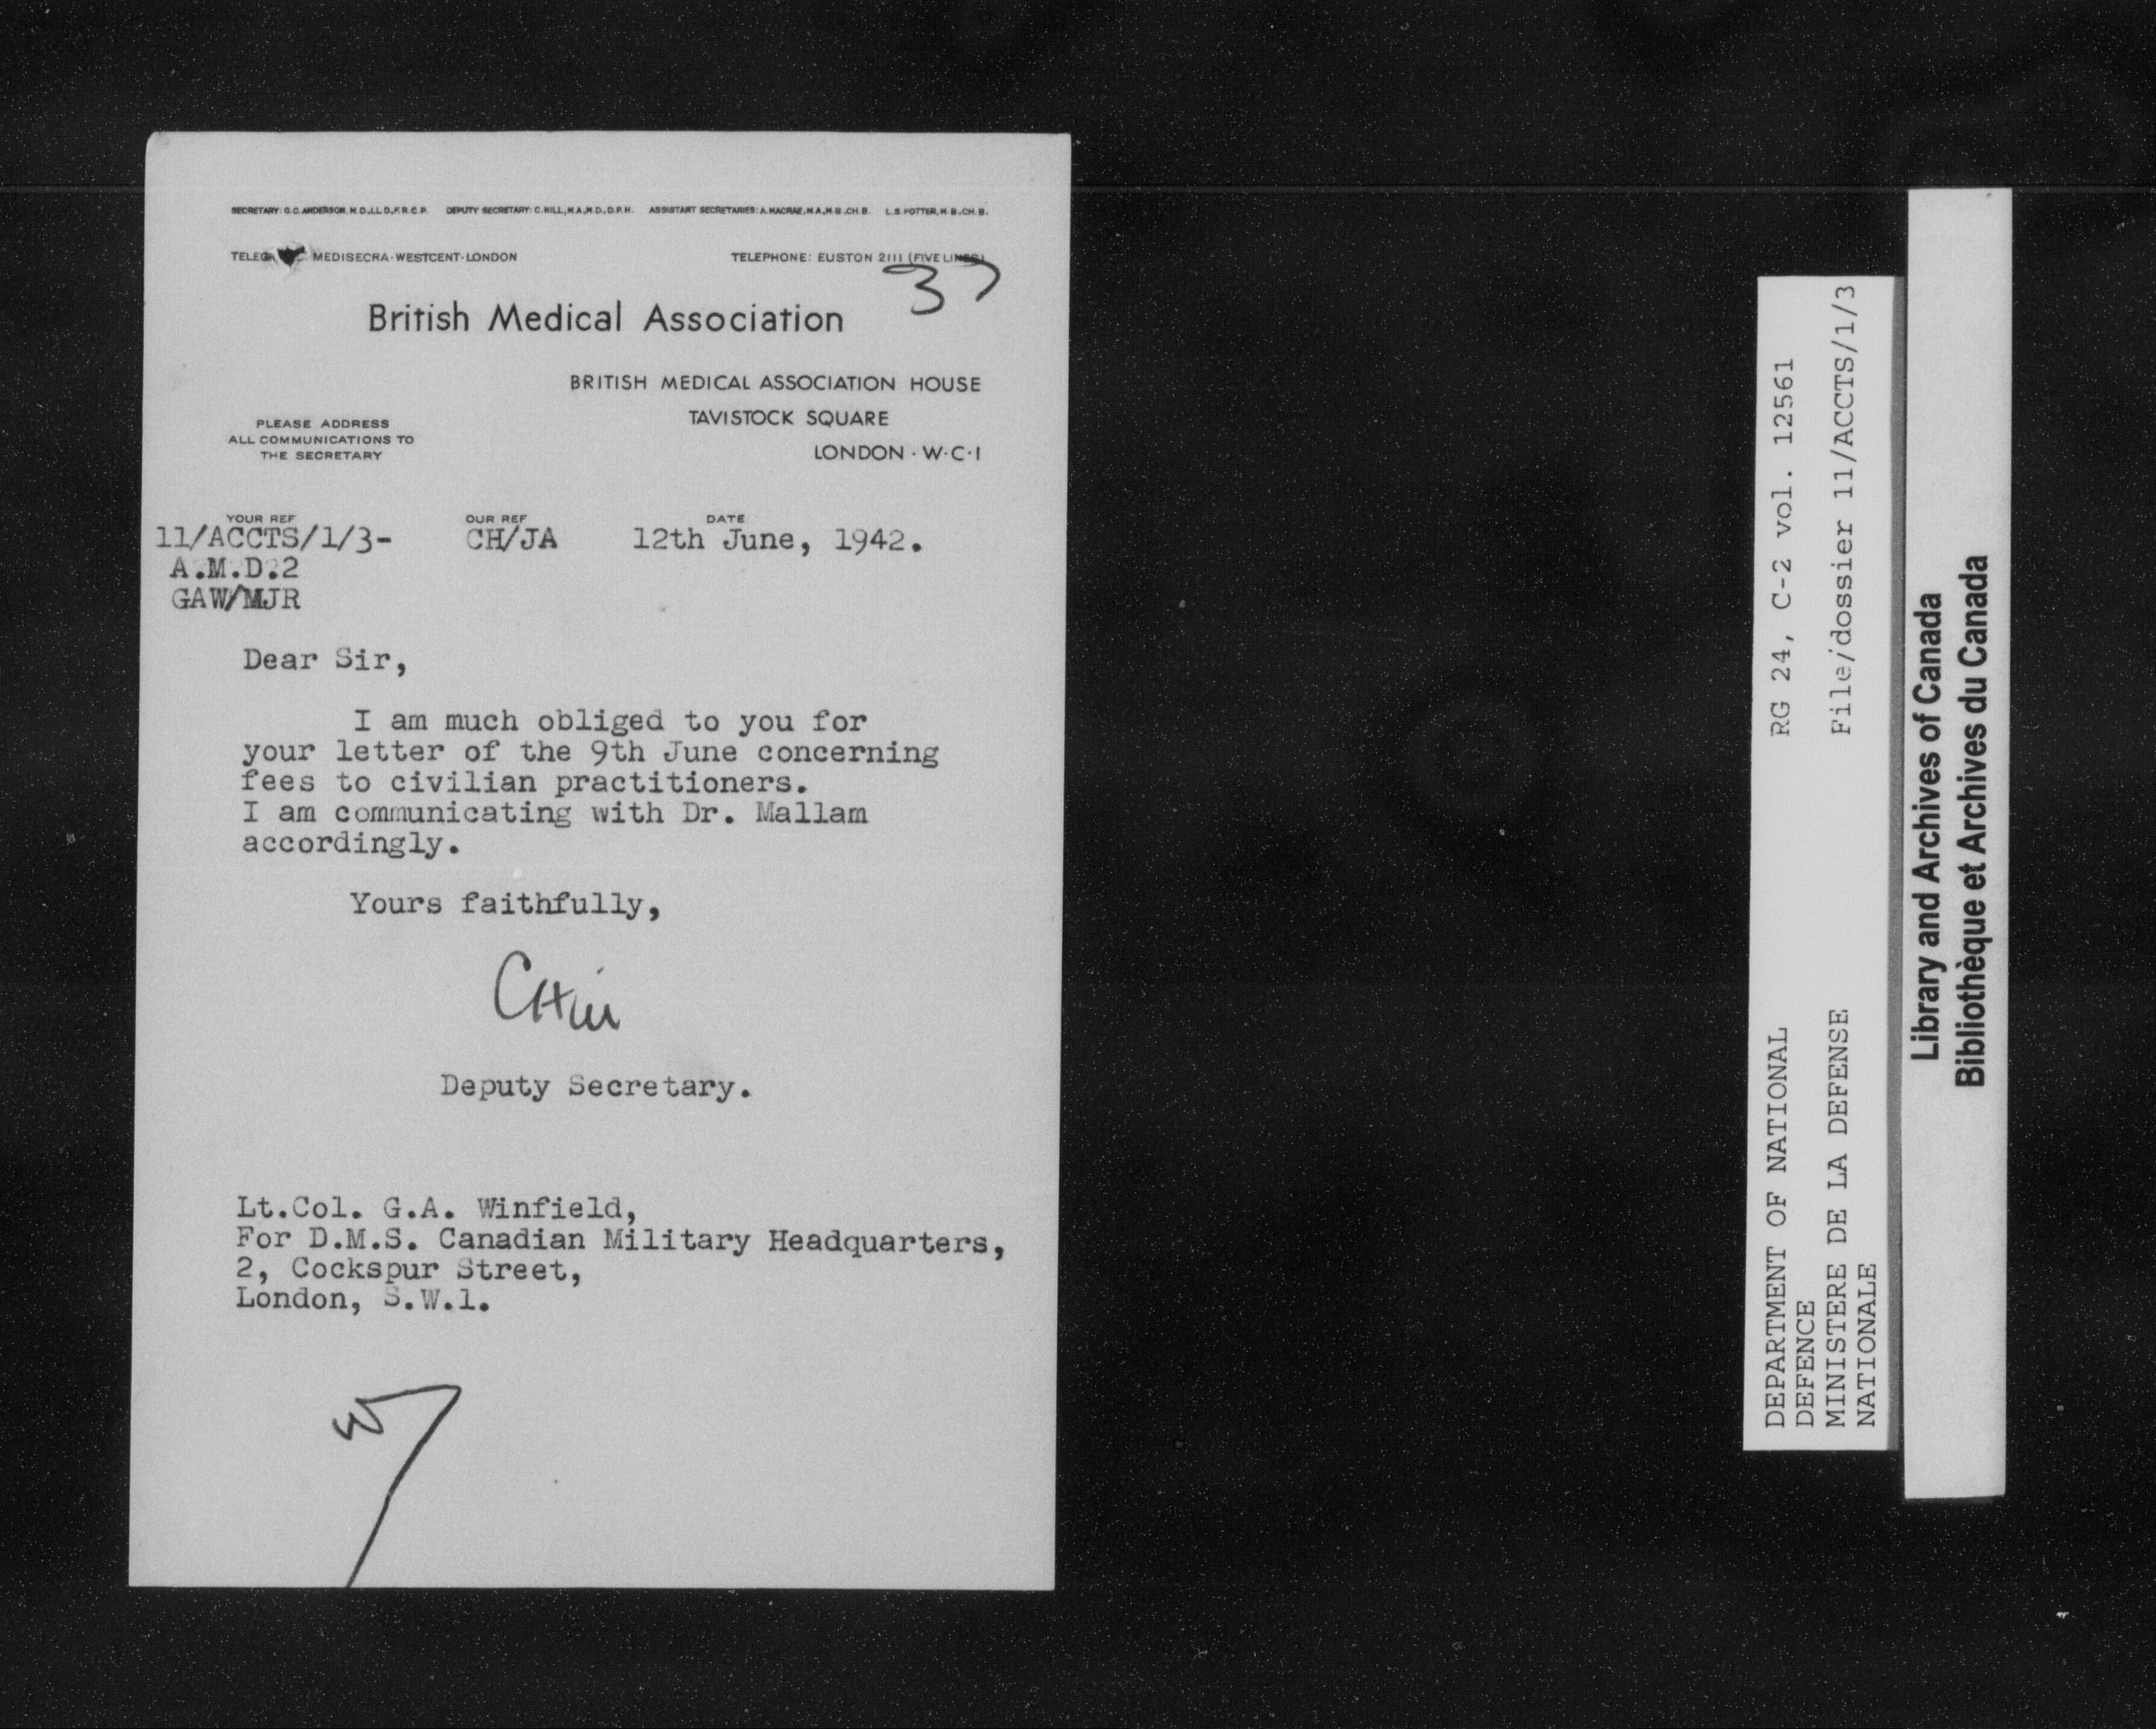 SECRETARY: G.C. ANDERSON, M.D., LL.D., F.R.C.P. DEPUTY SECRETARY: C. HILL, M.A., M.D., D.P.H. ASSISTANT SECRETARIES: A. MACRAE, M.A., M.B., CH.B. L.S. POTTER, M.B., CH.B.
MEDISECRA·WESTCENT·LONDON TELEPHONE: EUSTON 2111 (FIVE LINES)
37
British Medical Association
BRITISH MEDICAL ASSOCIATION HOUSE
TAVISTOCK SQUARE
LONDON · W·C·1
PLEASE ADDRESS
ALL COMMUNICATIONS TO
THE SECRETARY
YOUR REF OUR REF DATE
11/ACCTS/1/3- CH/JA 12th June, 1942.
A.M.D.2
GAW/MJR
Dear Sir,
I am much obliged to you for
your letter of the 9th June concerning
fees to civilian practitioners.
I am communicating with Dr. Mallam
accordingly.
Yours faithfully,
CHill
Deputy Secretary.
Lt.Col. G.A. Winfield,
For D.M.S. Canadian Military Headquarters,
2, Cockspur Street,
London, S.W.1.
DEPARTMENT OF NATIONAL RG 24, C-2 vol. 12561
DEFENCE
MINISTERE DE LA DEFENSE File/dossier 11/ACCTS/1/3
NATIONALE
Library and Archives of Canada
Bibliothèque et Archives du Canada